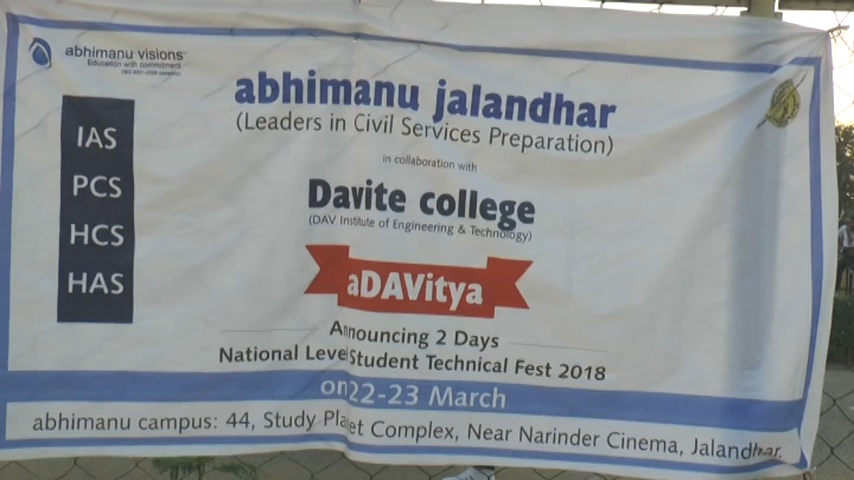 abhimanu visions
Education with commitment
abhimanu jalandhar
(Leaders in Civil Services Preparation)
IAS
PCS
HCS
HAS
in collaboration with
Davite college
(DAV Institute of Engineering & Technology)
aDAVitya
Announcing 2 Days
National Level Student Technical Fest 2018
on 22-23 March
abhimanu campus: 44, Study Planet Complex, Near Narinder Cinema, Jalandhar.